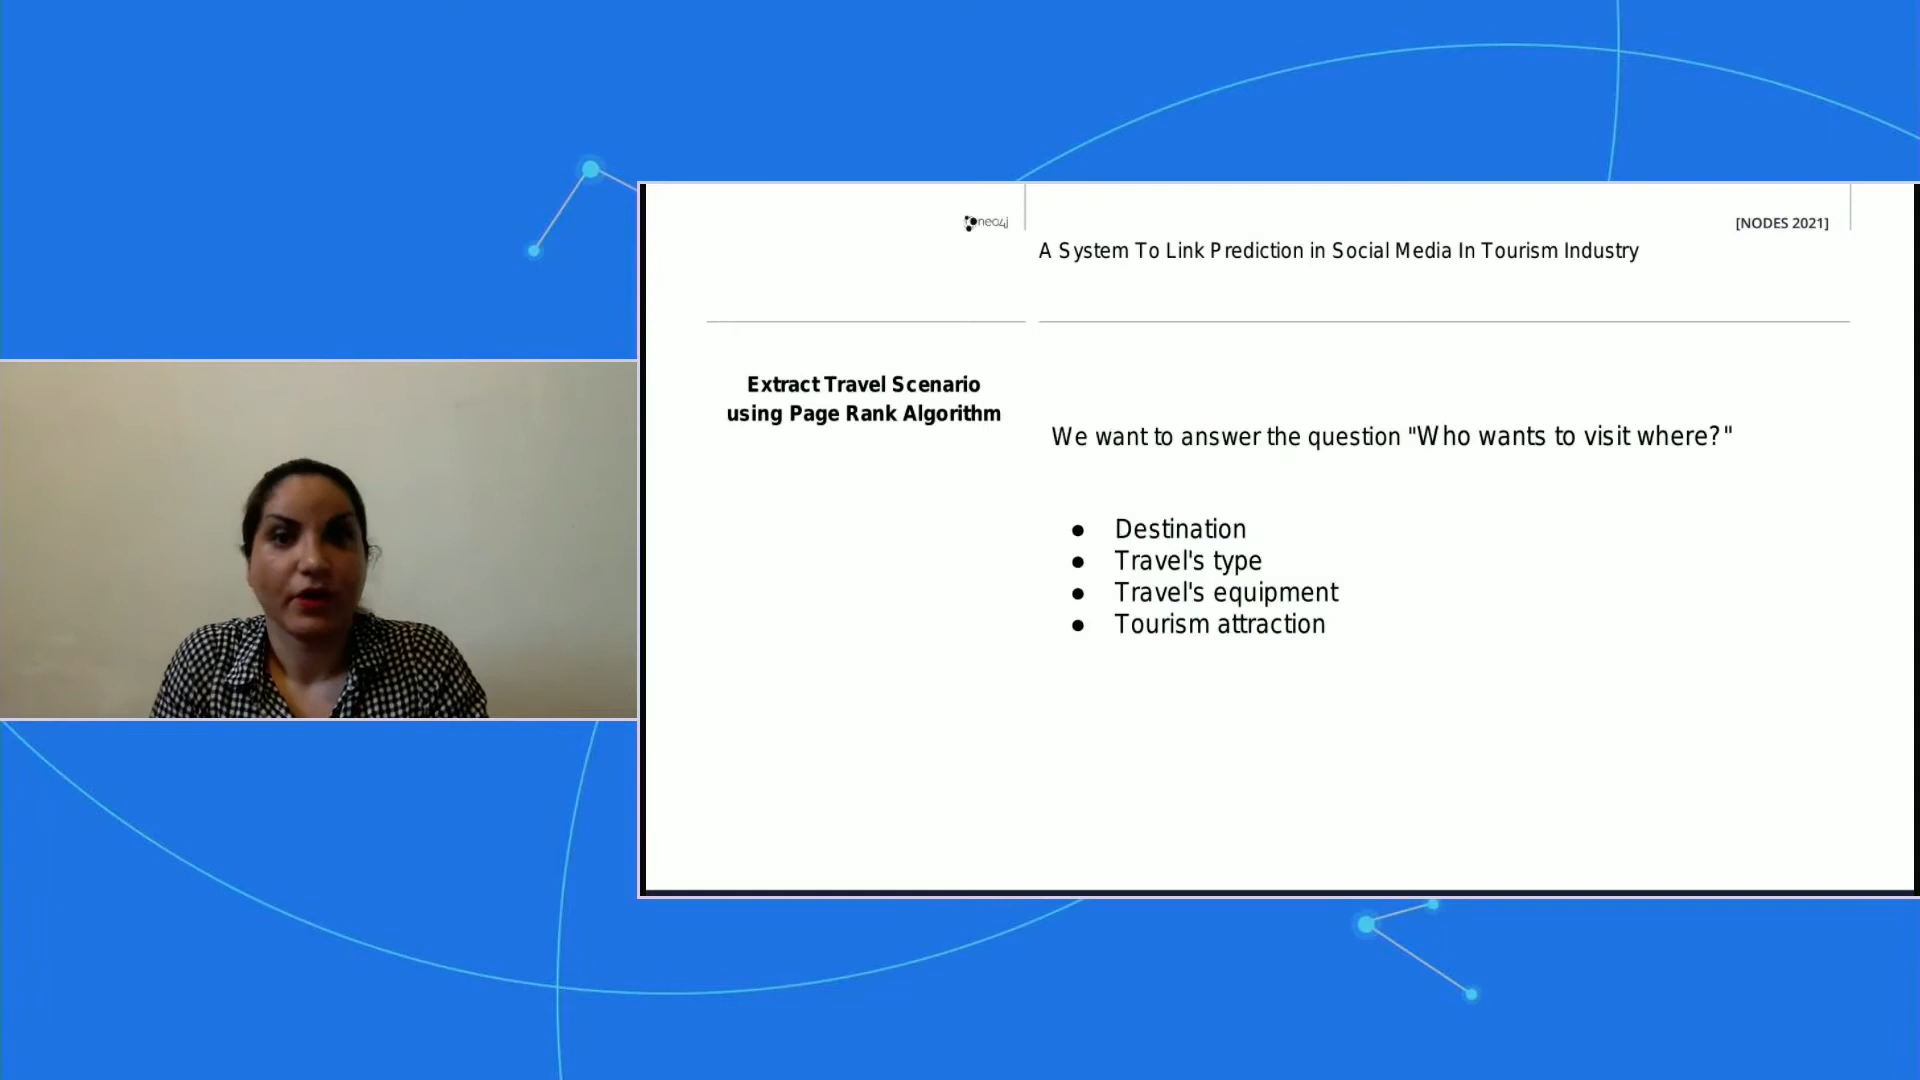 neo4j
[NODES 2021]
A System To Link Prediction in Social Media In Tourism Industry
Extract Travel Scenario
using Page Rank Algorithm
We want to answer the question "Who wants to visit where?"
● Destination
● Travel's type
● Travel's equipment
● Tourism attraction